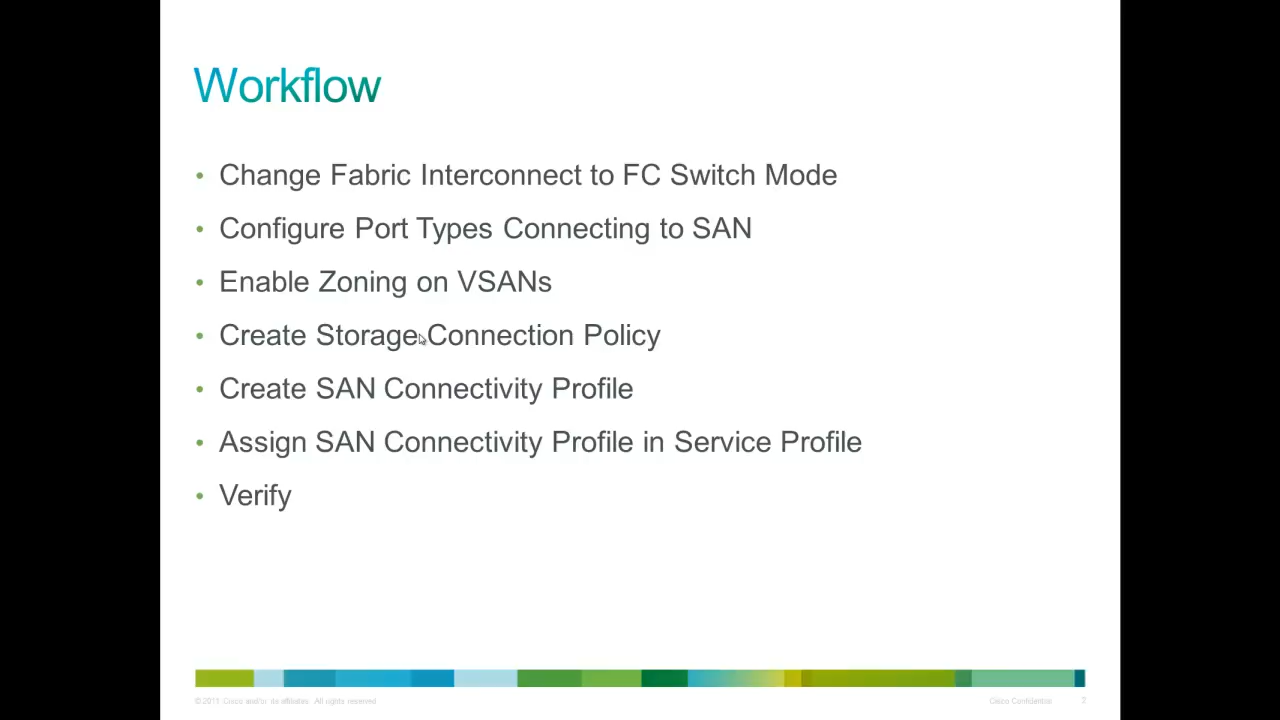 Workflow
• Change Fabric Interconnect to FC Switch Mode
• Configure Port Types Connecting to SAN
• Enable Zoning on VSANs
• Create Storage Connection Policy
• Create SAN Connectivity Profile
• Assign SAN Connectivity Profile in Service Profile
• Verify
© 2011 Cisco and/or its affiliates. All rights reserved.
Cisco Confidential